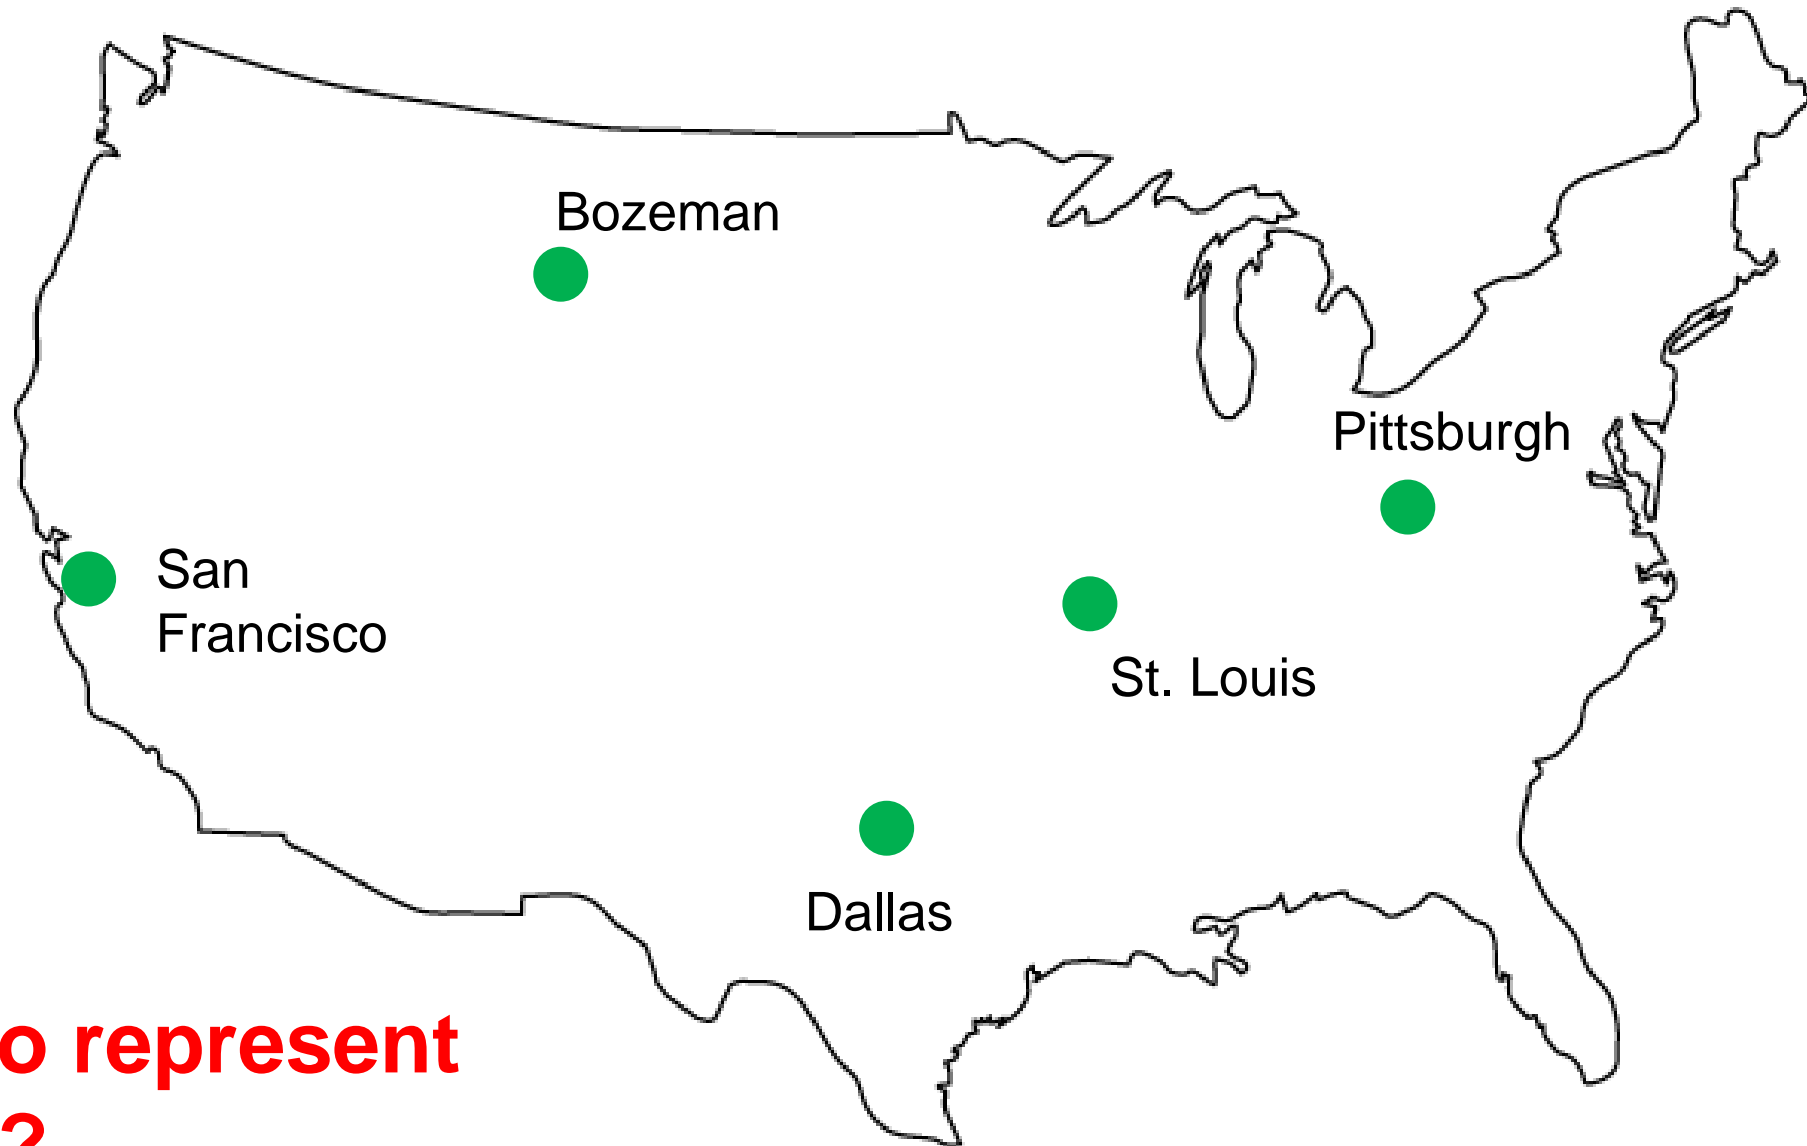 Bozeman
Pittsburgh
San
Francisco
St. Louis
Dallas
o represent
?